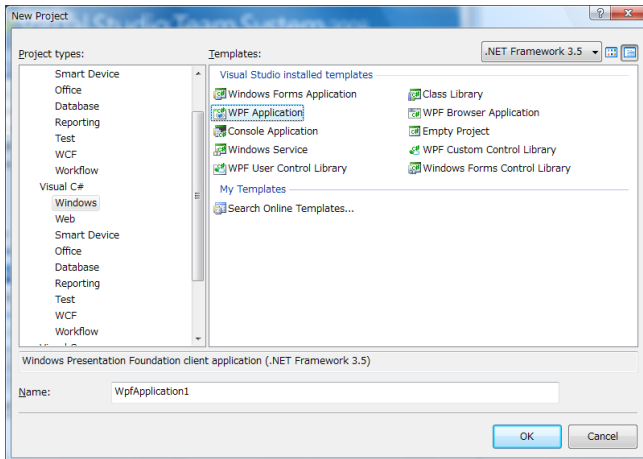 New Project
Visual Studio Team System
Project types:
Templates:
.NET Framework 3.5
Smart Device
Office
Database
Reporting
Test
WCF
Workflow
Visual C#
Windows
Web
Smart Device
Office
Database
Reporting
Test
WCF
Workflow
Visual Studio installed templates
Windows Forms Application
Class Library
WPF Application
WPF Browser Application
Console Application
Empty Project
Windows Service
WPF Custom Control Library
WPF User Control Library
Windows Forms Control Library
My Templates
Search Online Templates...
Windows Presentation Foundation client application (.NET Framework 3.5)
Name:
WpfApplication1
OK
Cancel